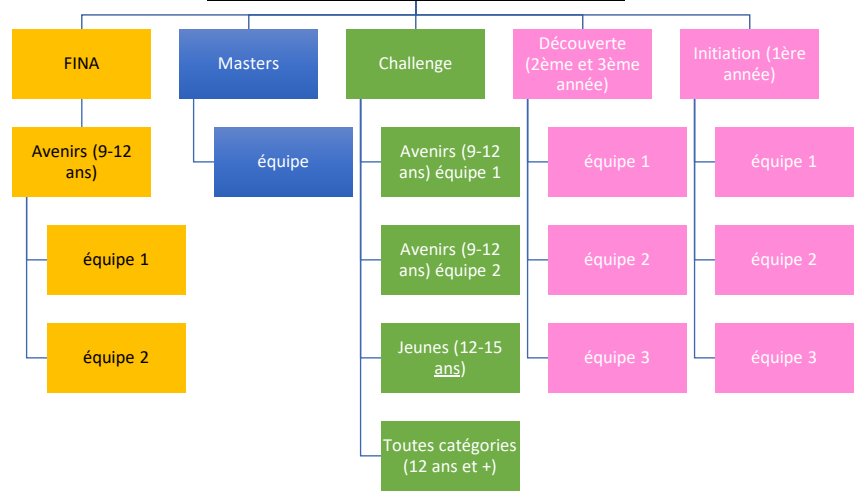 FINA
Masters
Challenge
Découverte
(2ème et 3ème
année)
Initiation (1ère
année)
Avenirs (9-12
ans)
équipe 1
équipe 2
équipe
Avenirs (9-12
ans) équipe 1
Avenirs (9-12
ans) équipe 2
Jeunes (12-15
ans)
Toutes catégories
(12 ans et +)
équipe 1
équipe 2
équipe 3
équipe 1
équipe 2
équipe 3